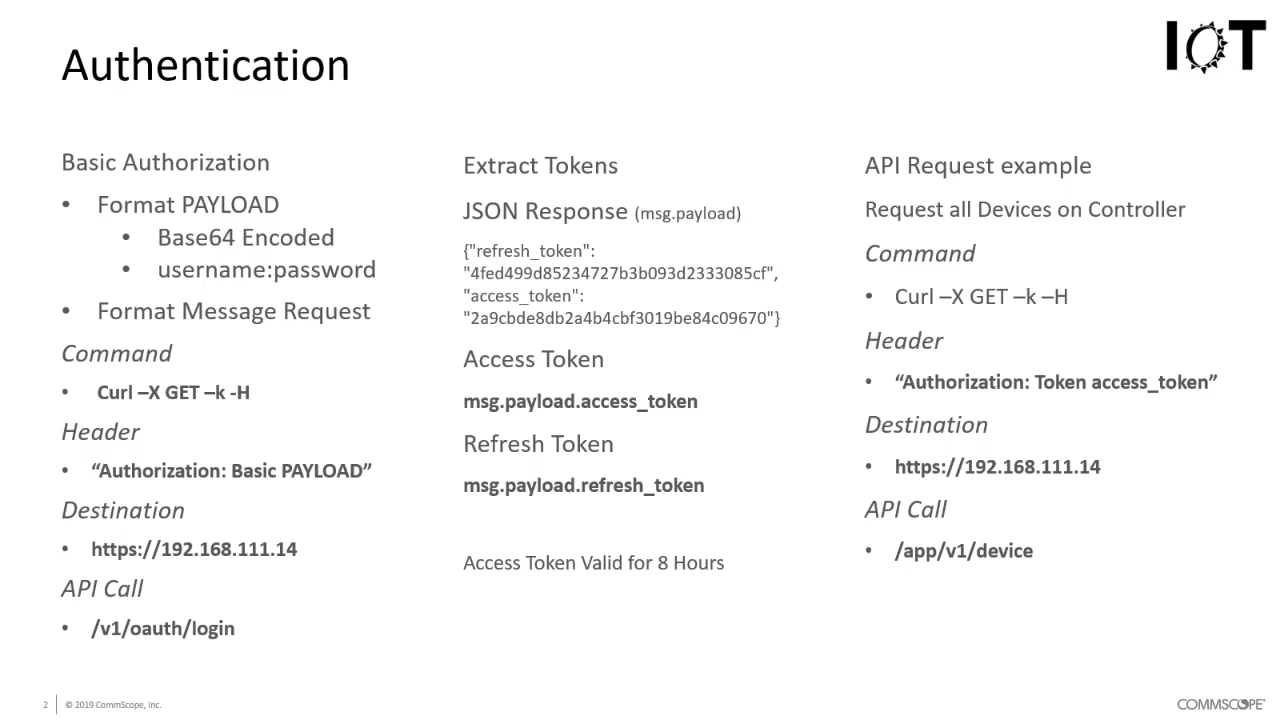 Authentication
IOT
Basic Authorization
• Format PAYLOAD
• Base64 Encoded
• username:password
• Format Message Request
Command
• Curl –X GET –k -H
Header
• “Authorization: Basic PAYLOAD”
Destination
• https://192.168.111.14
API Call
• /v1/oauth/login
Extract Tokens
JSON Response (msg.payload)
{"refresh_token":
"4fed499d85234727b3b093d2333085cf",
"access_token":
"2a9cbde8db2a4b4cbf3019be84c09670"}
Access Token
msg.payload.access_token
Refresh Token
msg.payload.refresh_token
Access Token Valid for 8 Hours
API Request example
Request all Devices on Controller
Command
• Curl –X GET –k –H
Header
• “Authorization: Token access_token”
Destination
• https://192.168.111.14
API Call
• /app/v1/device
2
© 2019 CommScope, Inc.
COMMSCOPE®